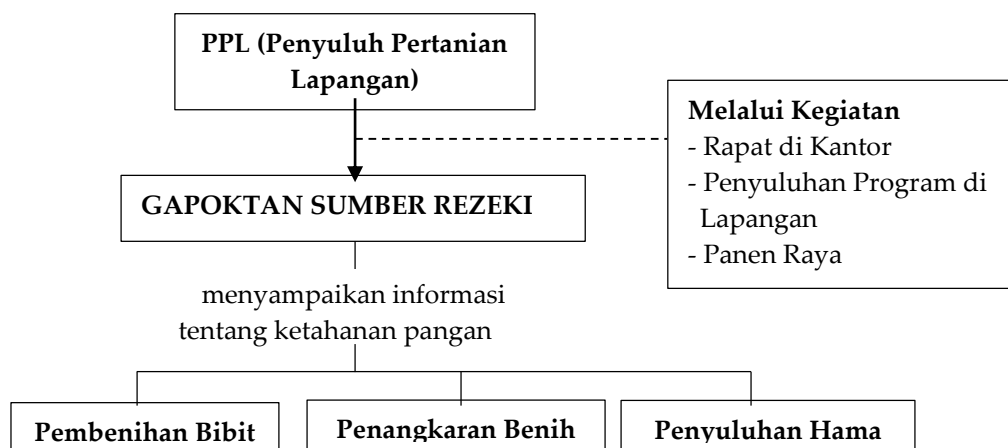 PPL (Penyuluh Pertanian
Lapangan)
Melalui Kegiatan
- Rapat di Kantor
- Penyuluhan Program di
Lapangan
- Panen Raya
GAPOKTAN SUMBER REZEKI
menyampaikan informasi
tentang ketahanan pangan
Pembenihan Bibit
Penangkaran Benih
Penyuluhan Hama